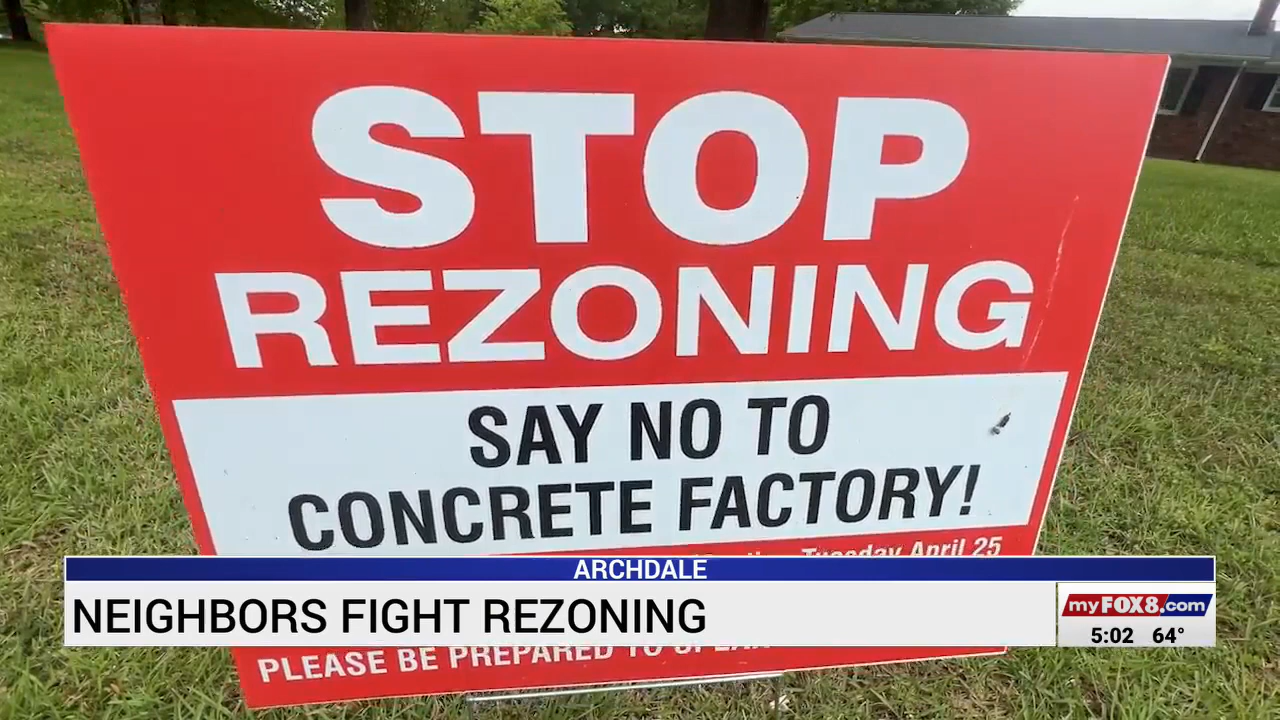 STOP
REZONING
SAY NO TO
CONCRETE FACTORY!
Tuesday April 25
ARCHDALE
NEIGHBORS FIGHT REZONING
myFOX8.com
5:02 64°
PLEASE BE PREPARED TO